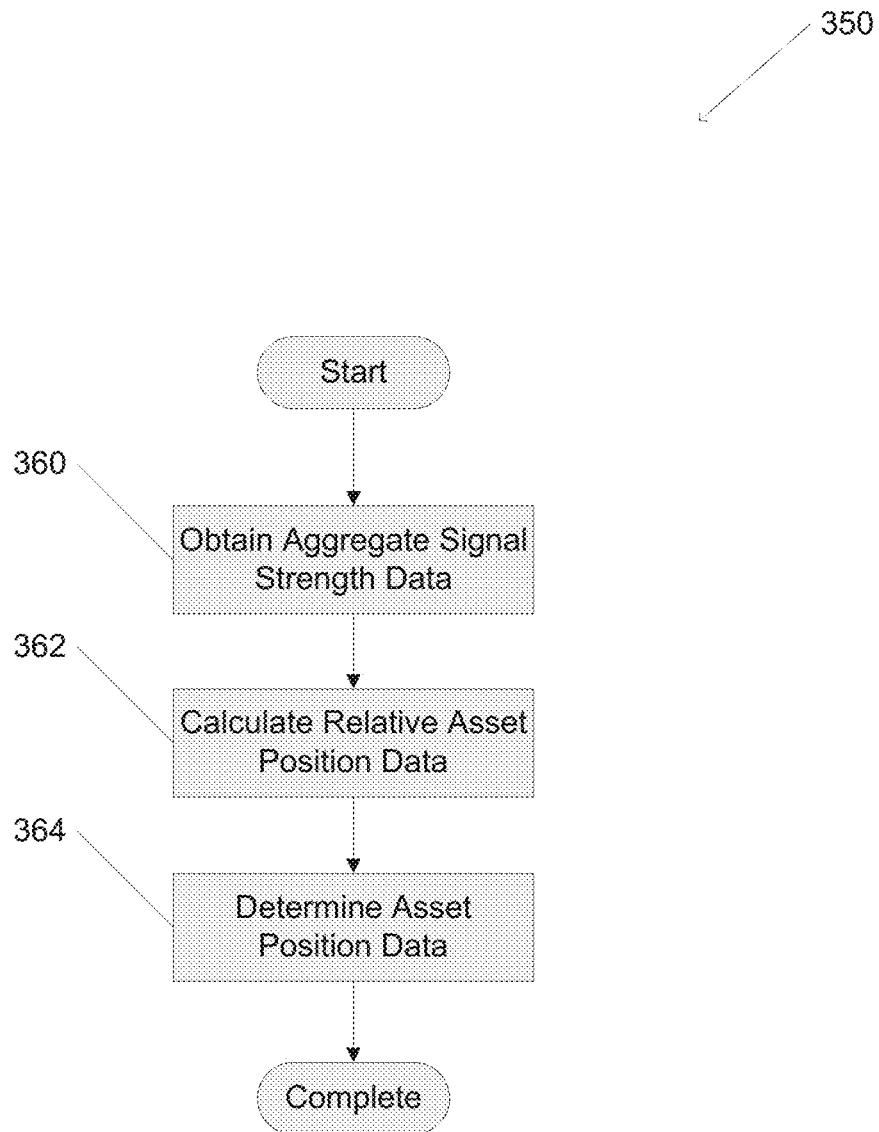 350
Start
360
Obtain Aggregate Signal
Strength Data
362
Calculate Relative Asset
Position Data
364
Determine Asset
Position Data
Complete